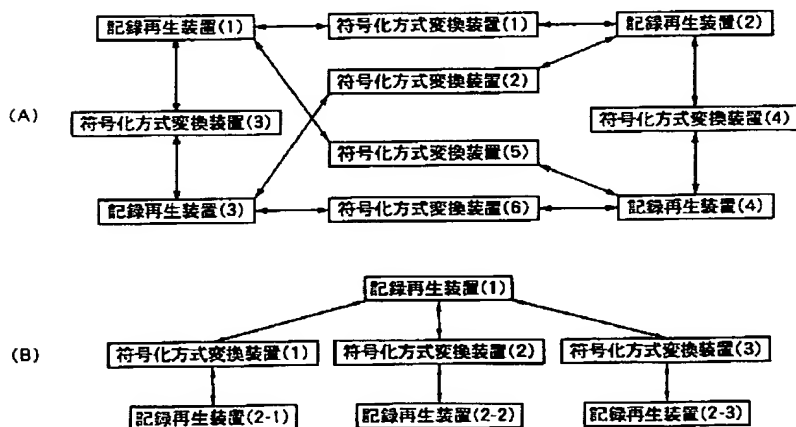 記録再生装置(1)
符号化方式変換装置(1)
記録再生装置(2)
符号化方式変換装置(2)
(A)
符号化方式変換装置(3)
符号化方式変換装置(4)
符号化方式変換装置(5)
記録再生装置(3)
符号化方式変換装置(6)
記録再生装置(4)
記録再生装置(1)
(B)
符号化方式変換装置(1)
符号化方式変換装置(2)
符号化方式変換装置(3)
記録再生装置(2-1)
記録再生装置(2-2)
記録再生装置(2-3)